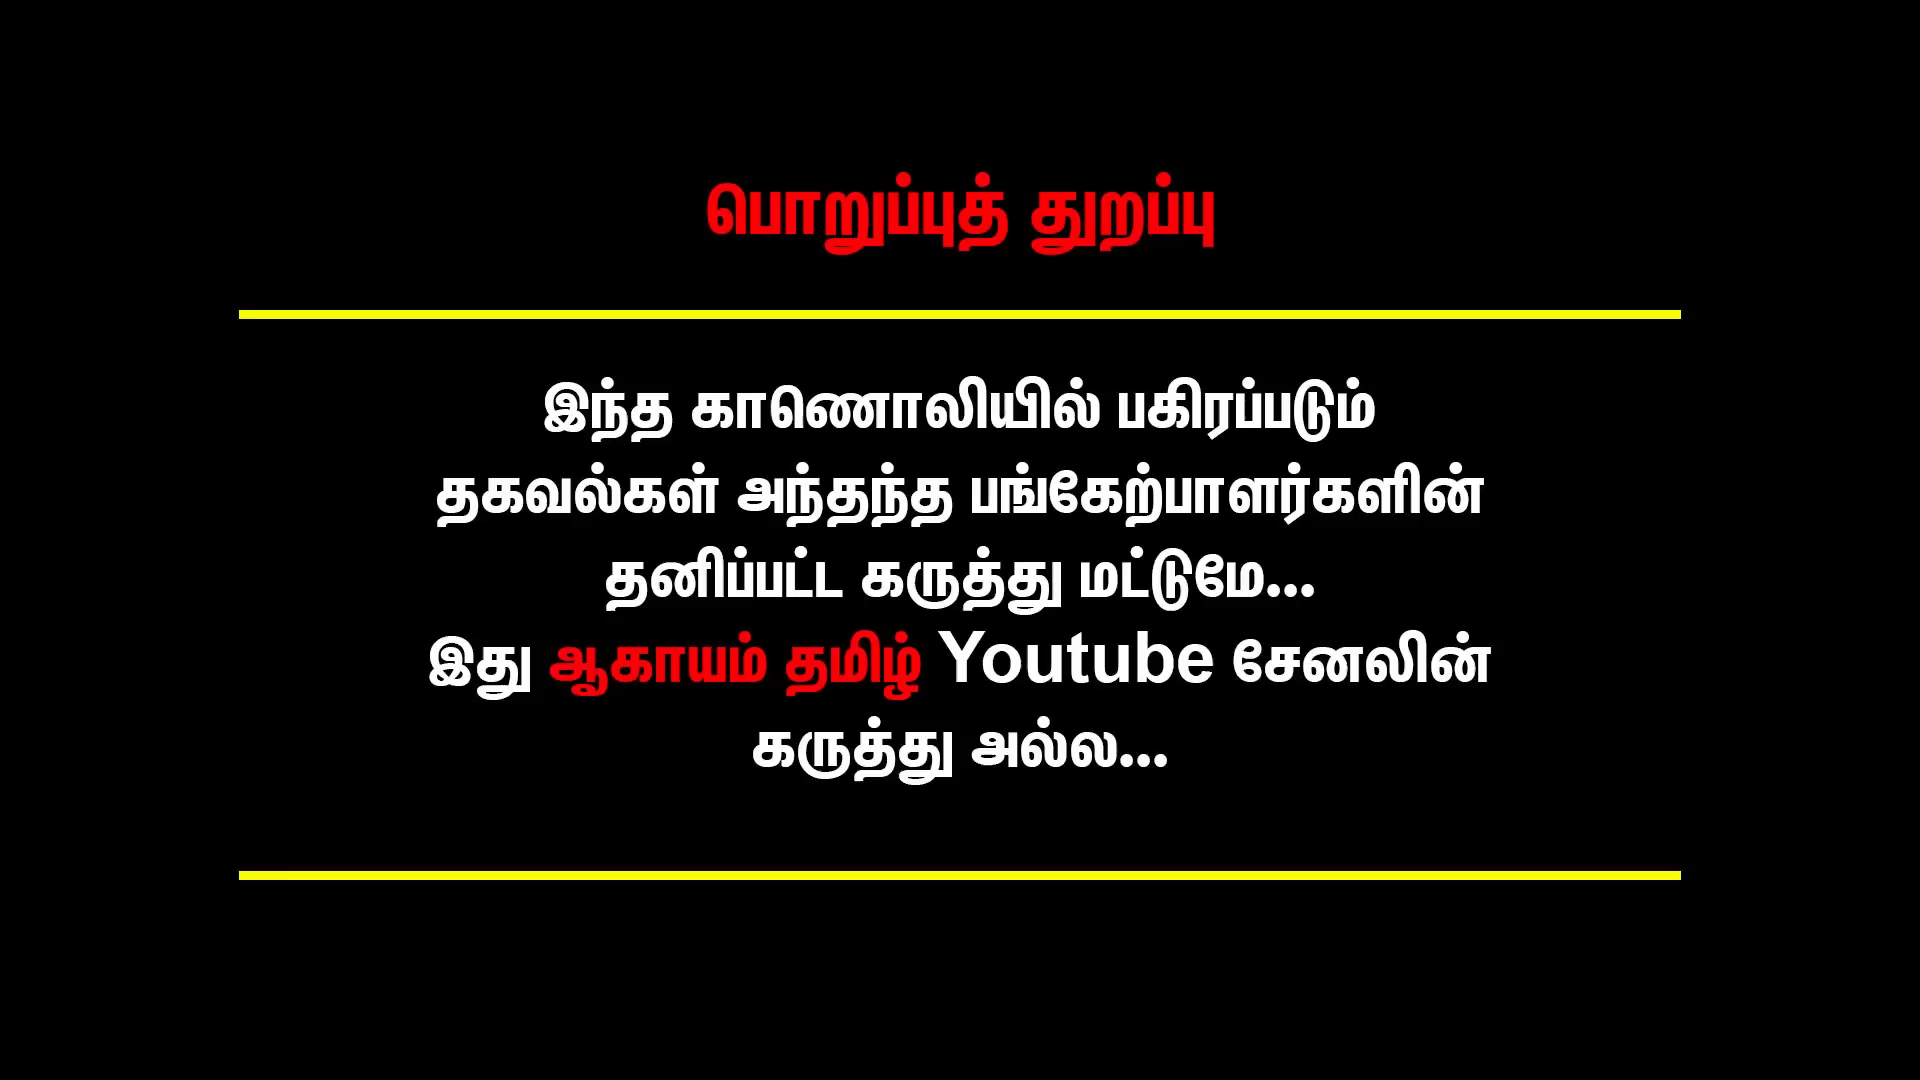 பொறுப்புத் துறப்பு
இந்த காணொலியில் பகிரப்படும்
தகவல்கள் அந்தந்த பங்கேற்பாளர்களின்
தனிப்பட்ட கருத்து மட்டுமே...
இது ஆகாயம் தமிழ் Youtube சேனலின்
கருத்து அல்ல...